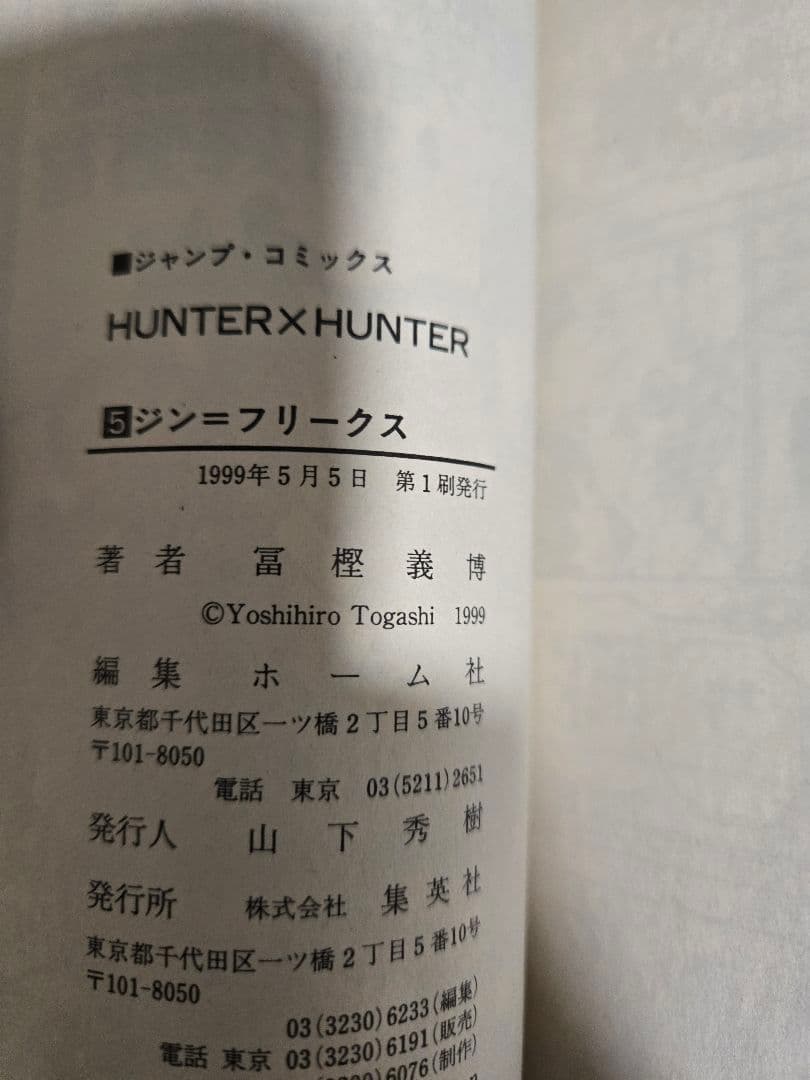 ■ジャンプ・コミックス
HUNTER×HUNTER
5ジン=フリークス
1999年5月5日 第1刷発行
著者 冨樫義博
©Yoshihiro Togashi 1999
編集 ホーム社
東京都千代田区一ツ橋2丁目5番10号
〒101-8050
電話 東京 03(5211)2651
発行人 山下秀樹
発行所 株式会社 集英社
東京都千代田区一ツ橋2丁目5番10号
〒101-8050
03(3230)6233(編集)
電話 東京 03(3230)6191(販売)
6076(制作)